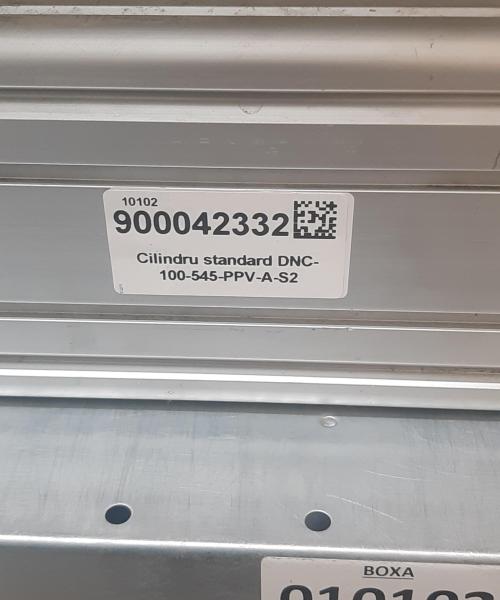 10102
900042332
Cilindru standard DNC-
100-545-PPV-A-S2
BOXA